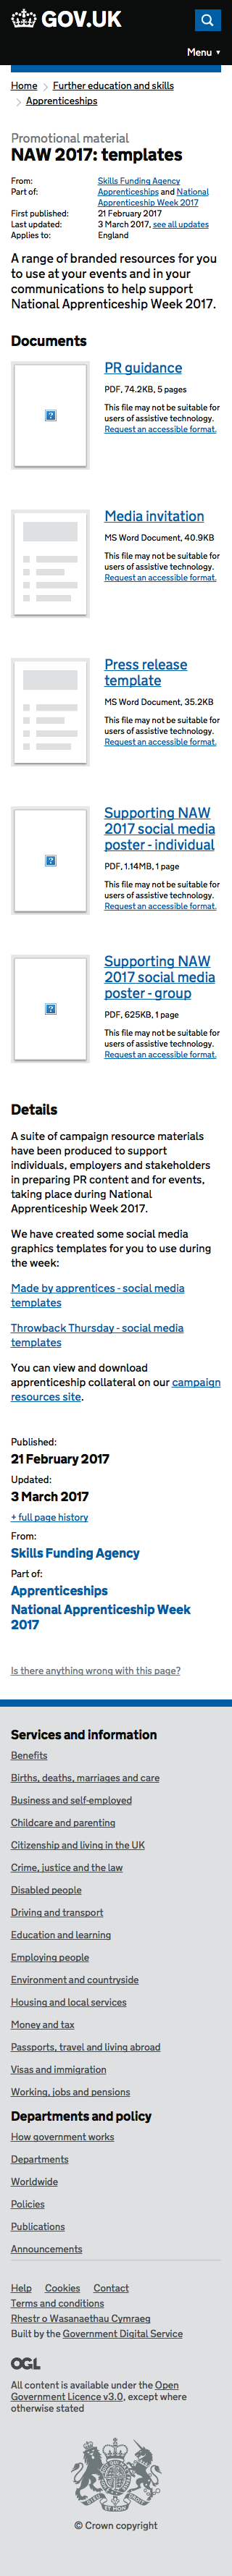 GOV.UK
Menu ▼
Home > Further education and skills
> Apprenticeships
Promotional material
NAW 2017: templates
From: Skills Funding Agency
Part of: Apprenticeships and National
Apprenticeship Week 2017
First published: 21 February 2017
Last updated: 3 March 2017, see all updates
Applies to: England
A range of branded resources for you
to use at your events and in your
communications to help support
National Apprenticeship Week 2017.
Documents
PR guidance
PDF, 74.2KB, 5 pages
This file may not be suitable for
users of assistive technology.
Request an accessible format.
Media invitation
MS Word Document, 40.9KB
This file may not be suitable for
users of assistive technology.
Request an accessible format.
Press release
template
MS Word Document, 35.2KB
This file may not be suitable for
users of assistive technology.
Request an accessible format.
Supporting NAW
2017 social media
poster - individual
PDF, 1.14MB, 1 page
This file may not be suitable for
users of assistive technology.
Request an accessible format.
Supporting NAW
2017 social media
poster - group
PDF, 625KB, 1 page
This file may not be suitable for
users of assistive technology.
Request an accessible format.
Details
A suite of campaign resource materials
have been produced to support
individuals, employers and stakeholders
in preparing PR content and for events,
taking place during National
Apprenticeship Week 2017.
We have created some social media
graphics templates for you to use during
the week:
Made by apprentices - social media
templates
Throwback Thursday - social media
templates
You can view and download
apprenticeship collateral on our campaign
resources site.
Published:
21 February 2017
Updated:
3 March 2017
+ full page history
From:
Skills Funding Agency
Part of:
Apprenticeships
National Apprenticeship Week
2017
Is there anything wrong with this page?
Services and information
Benefits
Births, deaths, marriages and care
Business and self-employed
Childcare and parenting
Citizenship and living in the UK
Crime, justice and the law
Disabled people
Driving and transport
Education and learning
Employing people
Environment and countryside
Housing and local services
Money and tax
Passports, travel and living abroad
Visas and immigration
Working, jobs and pensions
Departments and policy
How government works
Departments
Worldwide
Policies
Publications
Announcements
Help Cookies Contact
Terms and conditions
Rhestr o Wasanaethau Cymraeg
Built by the Government Digital Service
OGL
All content is available under the Open
Government Licence v3.0, except where
otherwise stated
© Crown copyright